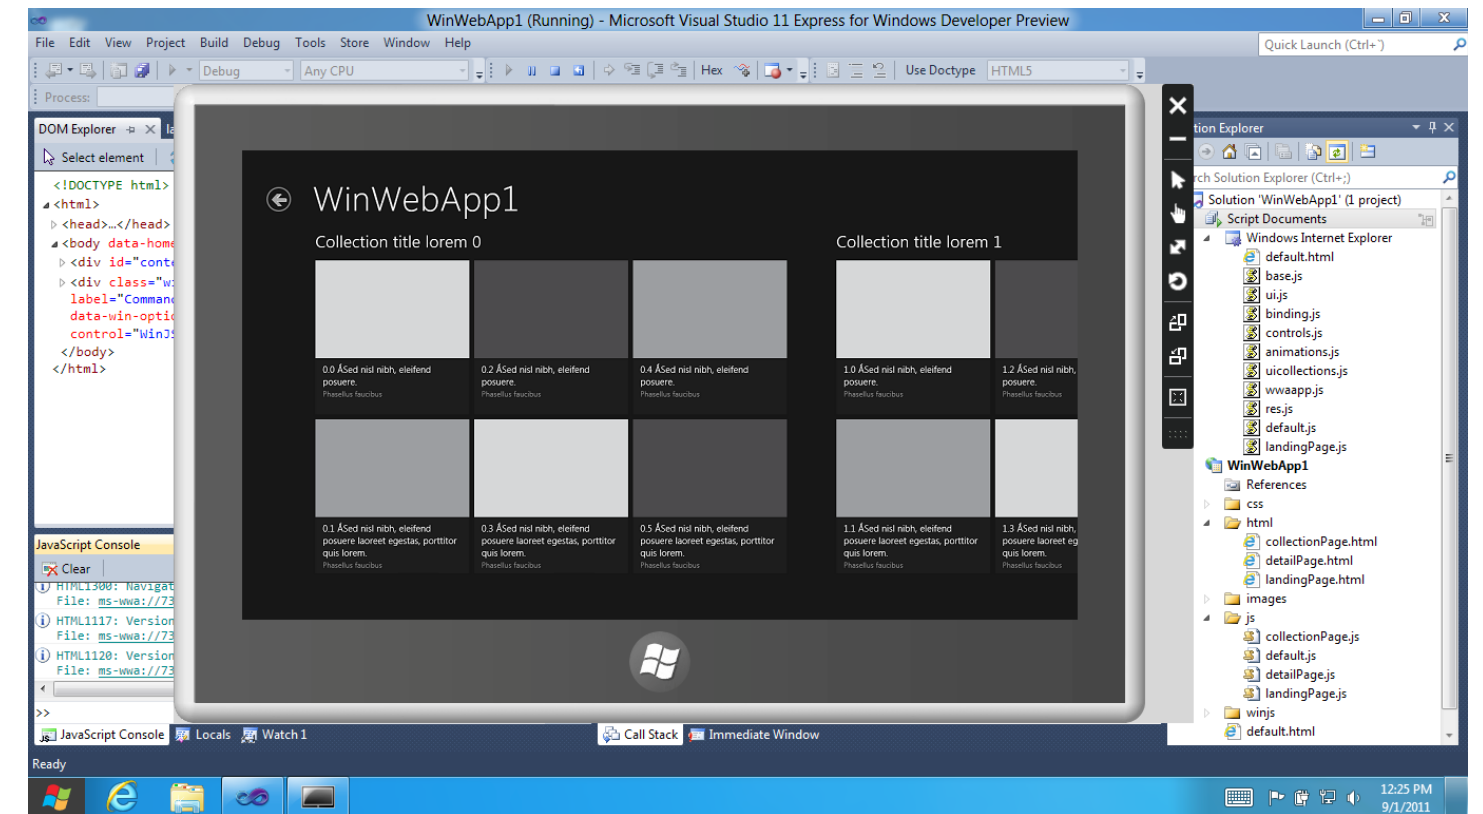 WinWebApp1 (Running) - Microsoft Visual Studio 11 Express for Windows Developer Preview
File Edit View Project Build Debug Tools Store Window Help
Quick Launch (Ctrl+`)
Debug Any CPU Hex Use Doctype HTML5
Process:
DOM Explorer
Select element
<!DOCTYPE html>
<html>
<head>…</head>
<body data-home
<div id="conte
<div class="w
label="Comman
data-win-optio
control="WinJS
</body>
</html>
JavaScript Console
Clear
HTML1300: Navigat
File: ms-wwa://73
HTML1117: Version
File: ms-wwa://73
HTML1120: Version
File: ms-wwa://73
>>
JavaScript Console Locals Watch 1
WinWebApp1
Collection title lorem 0
0.0 ÅSed nisl nibh, eleifend
posuere.
Phasellus faucibus
0.2 ÅSed nisl nibh, eleifend
posuere.
Phasellus faucibus
0.4 ÅSed nisl nibh, eleifend
posuere.
Phasellus faucibus
0.1 ÅSed nisl nibh, eleifend
posuere laoreet egestas, porttitor
quis lorem.
Phasellus faucibus
0.3 ÅSed nisl nibh, eleifend
posuere laoreet egestas, porttitor
quis lorem.
Phasellus faucibus
0.5 ÅSed nisl nibh, eleifend
posuere laoreet egestas, porttitor
quis lorem.
Phasellus faucibus
Collection title lorem 1
1.0 ÅSed nisl nibh, eleifend
posuere.
Phasellus faucibus
1.2 ÅSed nisl nibh,
posuere.
Phasellus faucibus
1.1 ÅSed nisl nibh, eleifend
posuere laoreet egestas, porttitor
quis lorem.
Phasellus faucibus
1.3 ÅSed nisl nibh,
posuere laoreet eg
quis lorem.
Phasellus faucibus
Call Stack Immediate Window
tion Explorer
rch Solution Explorer (Ctrl+;)
Solution 'WinWebApp1' (1 project)
Script Documents
Windows Internet Explorer
default.html
base.js
ui.js
binding.js
controls.js
animations.js
uicollections.js
wwaapp.js
res.js
default.js
landingPage.js
WinWebApp1
References
css
html
collectionPage.html
detailPage.html
landingPage.html
images
js
collectionPage.js
default.js
detailPage.js
landingPage.js
winjs
default.html
Ready
12:25 PM
9/1/2011